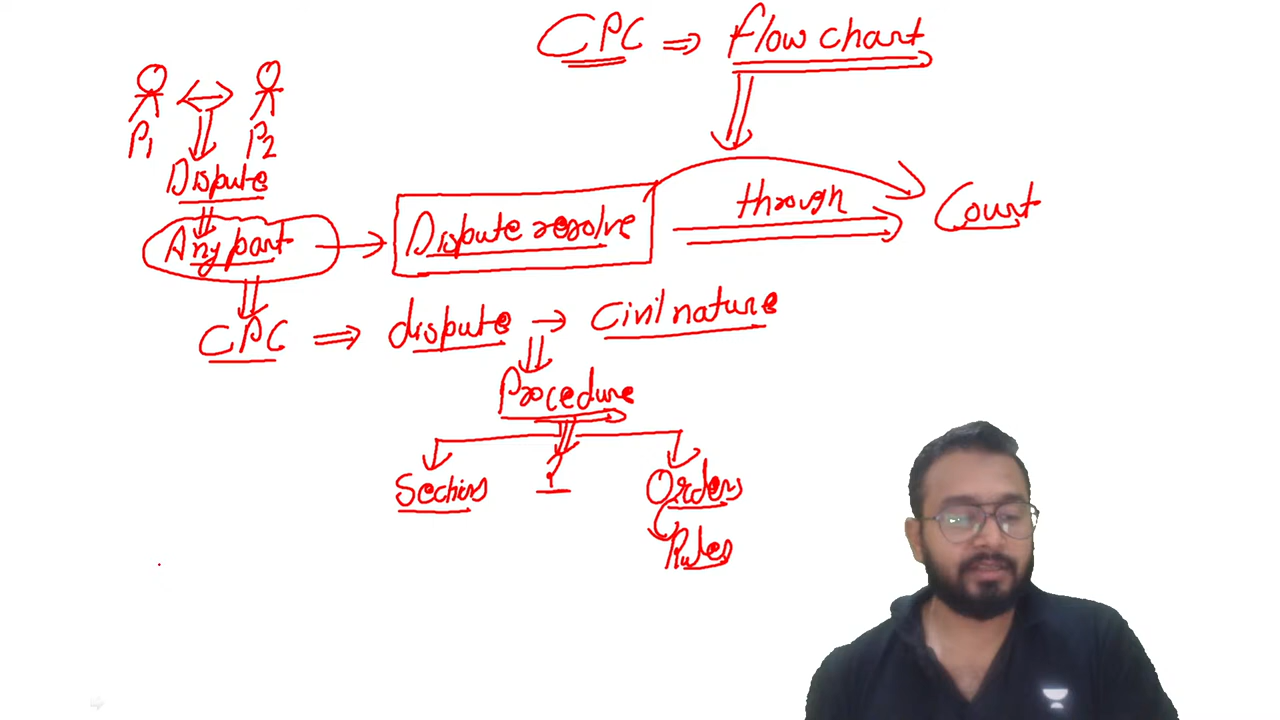 CPC ⇒ flow chart
P1 P2
Dispute
Any part → Dispute resolve through Court
CPC ⇒ dispute → Civil nature
Procedure
Sections ? Orders
Rules